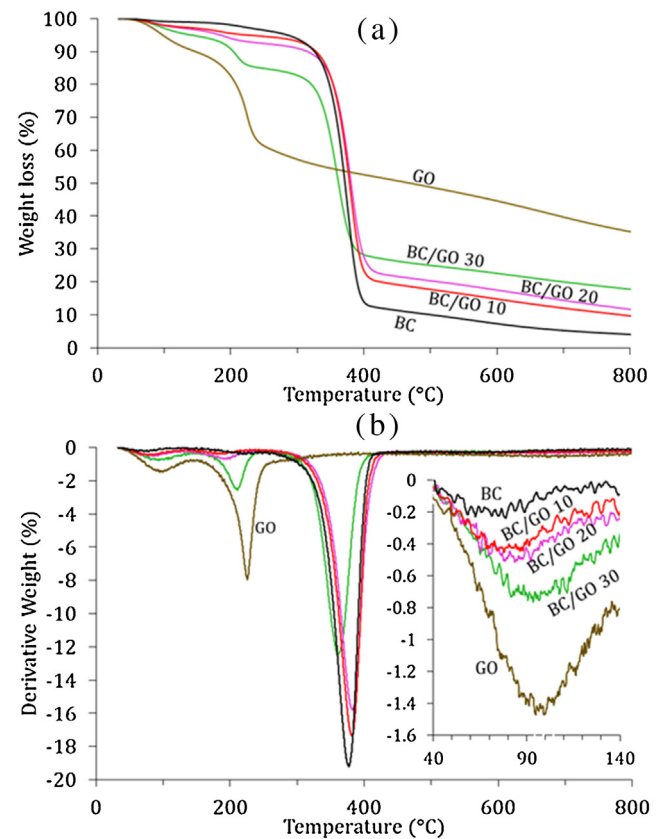 (a)
100
90
80
70
60
50
40
30
20
10
0
Weight loss (%)
GO
BC/GO 30
BC/GO 20
BC/GO 10
BC
0 200 400 600 800
Temperature (°C)
(b)
0
-2
-4
-6
-8
-10
-12
-14
-16
-18
-20
Derivative Weight (%)
GO
0
-0.2
-0.4
-0.6
-0.8
-1
-1.2
-1.4
-1.6
BC
BC/GO 10
BC/GO 20
BC/GO 30
GO
40 90 140
0 200 400 600 800
Temperature (°C)